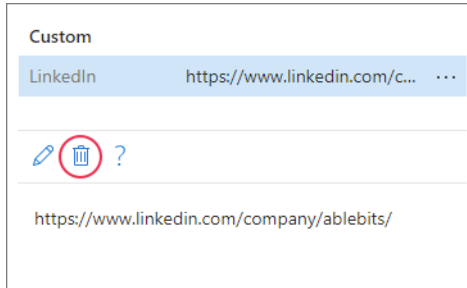 Custom
LinkedIn https://www.linkedin.com/c... ...
?
https://www.linkedin.com/company/ablebits/